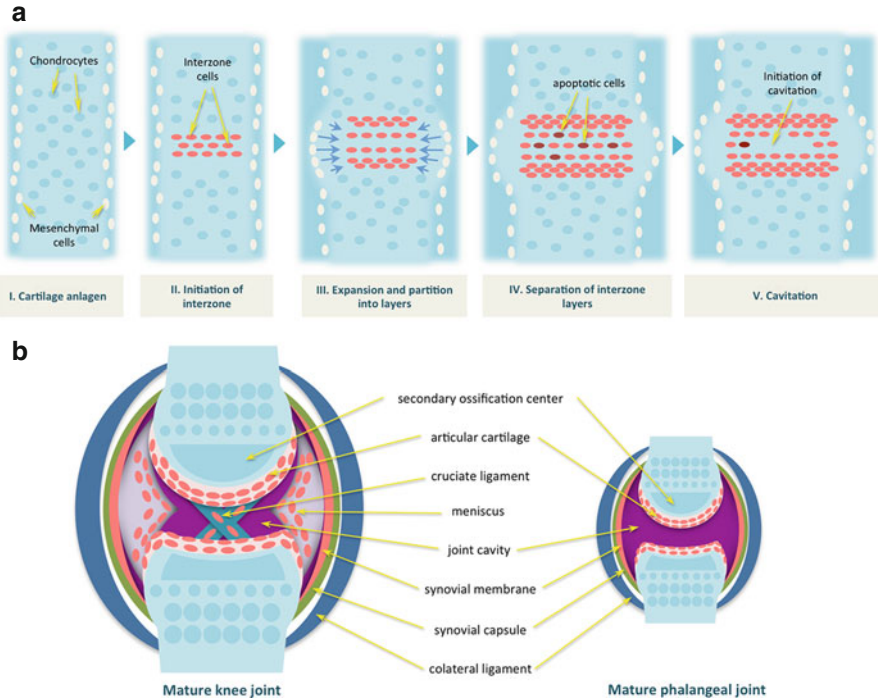 a
Chondrocytes
Mesenchymal
cells
Interzone
cells
apoptotic cells
Initiation of
cavitation
I. Cartilage anlagen
II. Initiation of
interzone
III. Expansion and partition
into layers
IV. Separation of interzone
layers
V. Cavitation
b
secondary ossification center
articular cartilage
cruciate ligament
meniscus
joint cavity
synovial membrane
synovial capsule
colateral ligament
Mature knee joint
Mature phalangeal joint